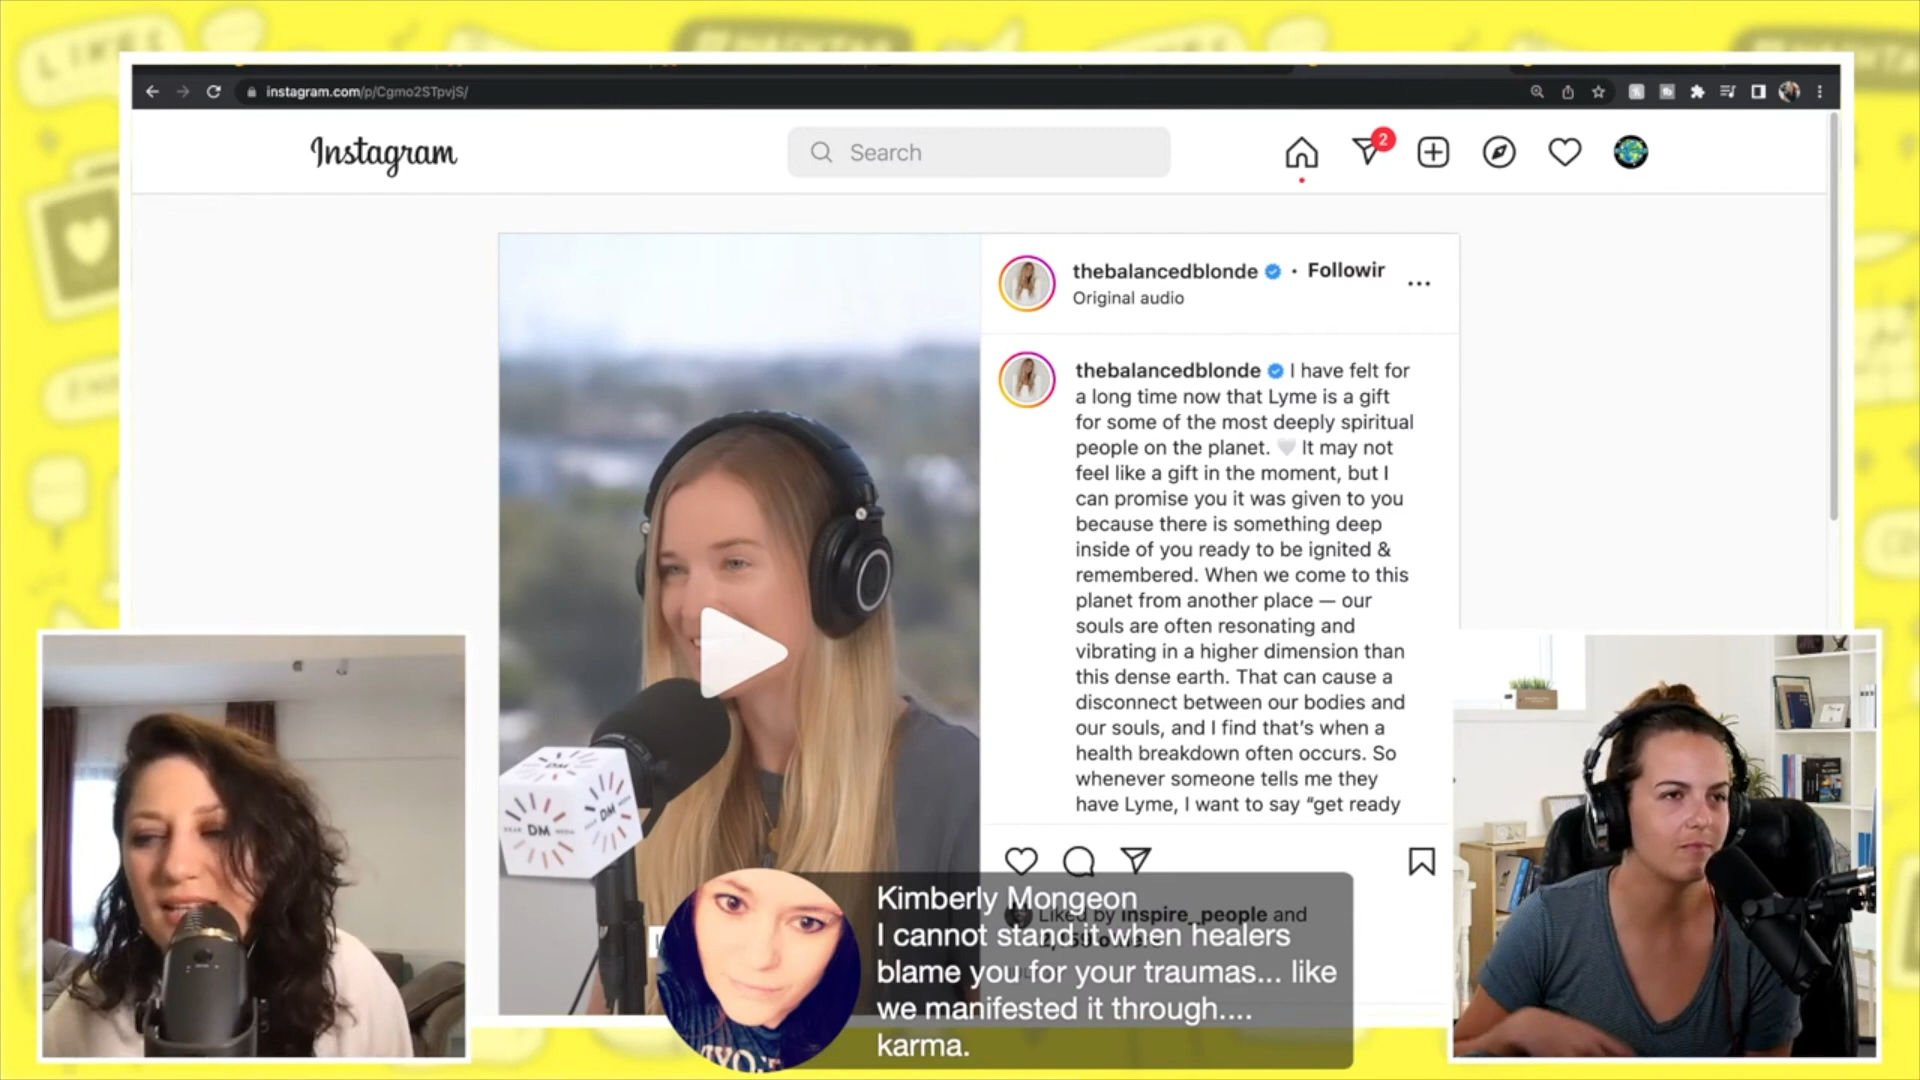 LIKES
instagram.com/p/Cgmo2STpvjS/
Instagram
Search
2
thebalancedblonde • Followir
Original audio
thebalancedblonde I have felt for
a long time now that Lyme is a gift
for some of the most deeply spiritual
people on the planet. 🤍 It may not
feel like a gift in the moment, but I
can promise you it was given to you
because there is something deep
inside of you ready to be ignited &
remembered. When we come to this
planet from another place — our
souls are often resonating and
vibrating in a higher dimension than
this dense earth. That can cause a
disconnect between our bodies and
our souls, and I find that’s when a
health breakdown often occurs. So
whenever someone tells me they
have Lyme, I want to say “get ready
DM
DM
DM
Liked by inspire_people and
Kimberly Mongeon
I cannot stand it when healers
blame you for your traumas... like
we manifested it through....
karma.